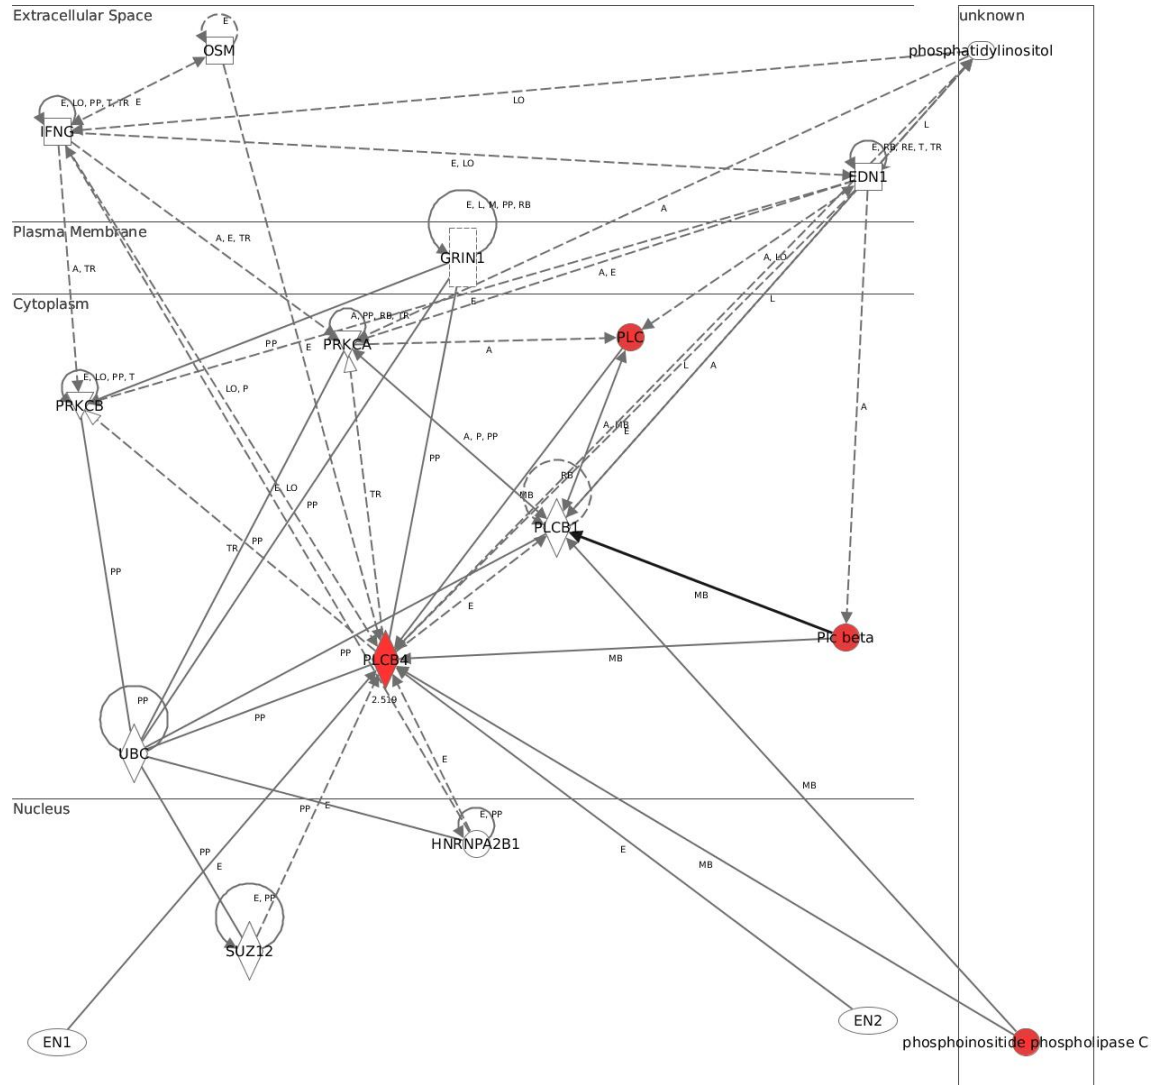 Extracellular Space
unknown
E
OSM
phosphatidylinositol
E, LO, PP, T, TR
E
LO
IFNG
L
E, RB, RE, T, TR
E, LO
EDN1
E, L, M, PP, RB
A
Plasma Membrane
A, E, TR
GRIN1
A, LO
A, TR
A, E
Cytoplasm
E
L
A, PP, RB, TR
PLC
PRKCA
PP
E
A
L
A
E, LO, PP, T
LO, P
PRKCB
A
A, MB
E
A, P, PP
PP
RB
E, LO
TR
MB
PP
PLCB1
PP
TR
PP
MB
E
Plc beta
PP
PLCB4
MB
PP
2.519
PP
UBC
E
MB
Nucleus
PP
E
E, PP
HNRNPA2B1
PP
E
MB
E
E, PP
SUZ12
EN2
EN1
phosphoinositide phospholipase C